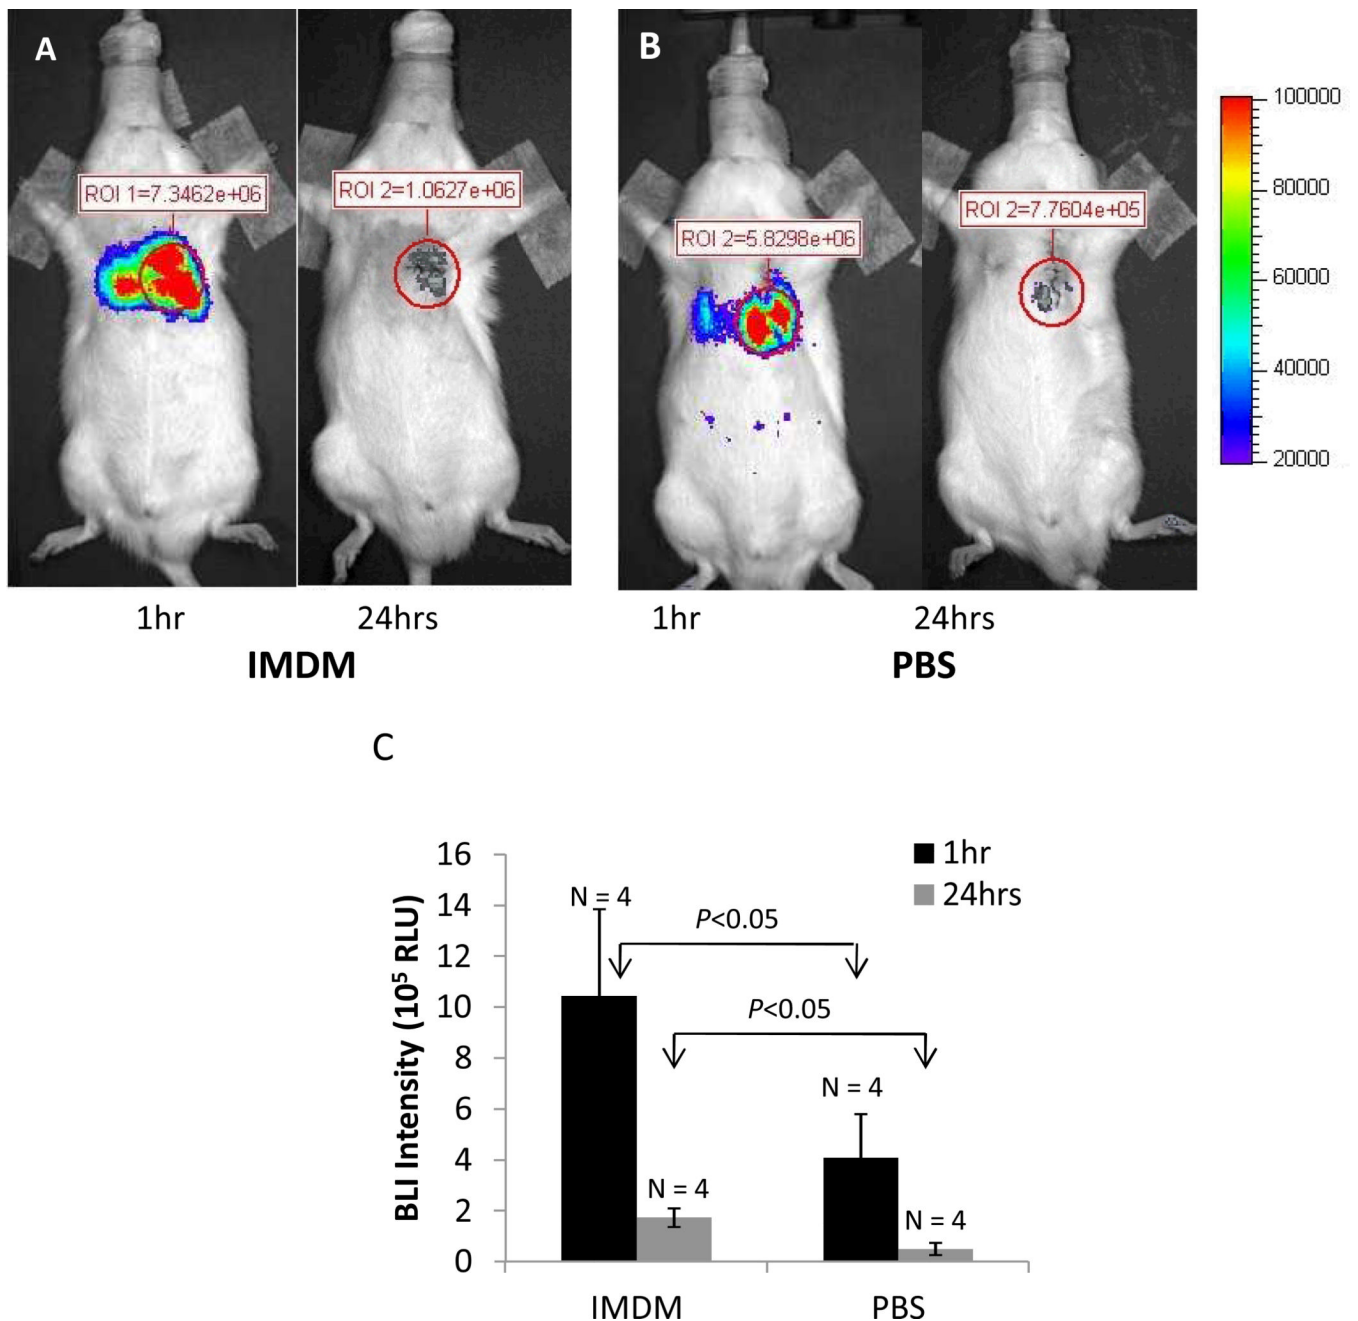 A
B
ROI 1=7.3462e+06
ROI 2=1.0627e+06
ROI 2=5.8298e+06
ROI 2=7.7604e+05
100000
80000
60000
40000
20000
1hr
24hrs
1hr
24hrs
IMDM
PBS
C
16
14
12
10
8
6
4
2
0
BLI Intensity (10⁵ RLU)
1hr
24hrs
N = 4
P<0.05
P<0.05
N = 4
N = 4
N = 4
IMDM
PBS